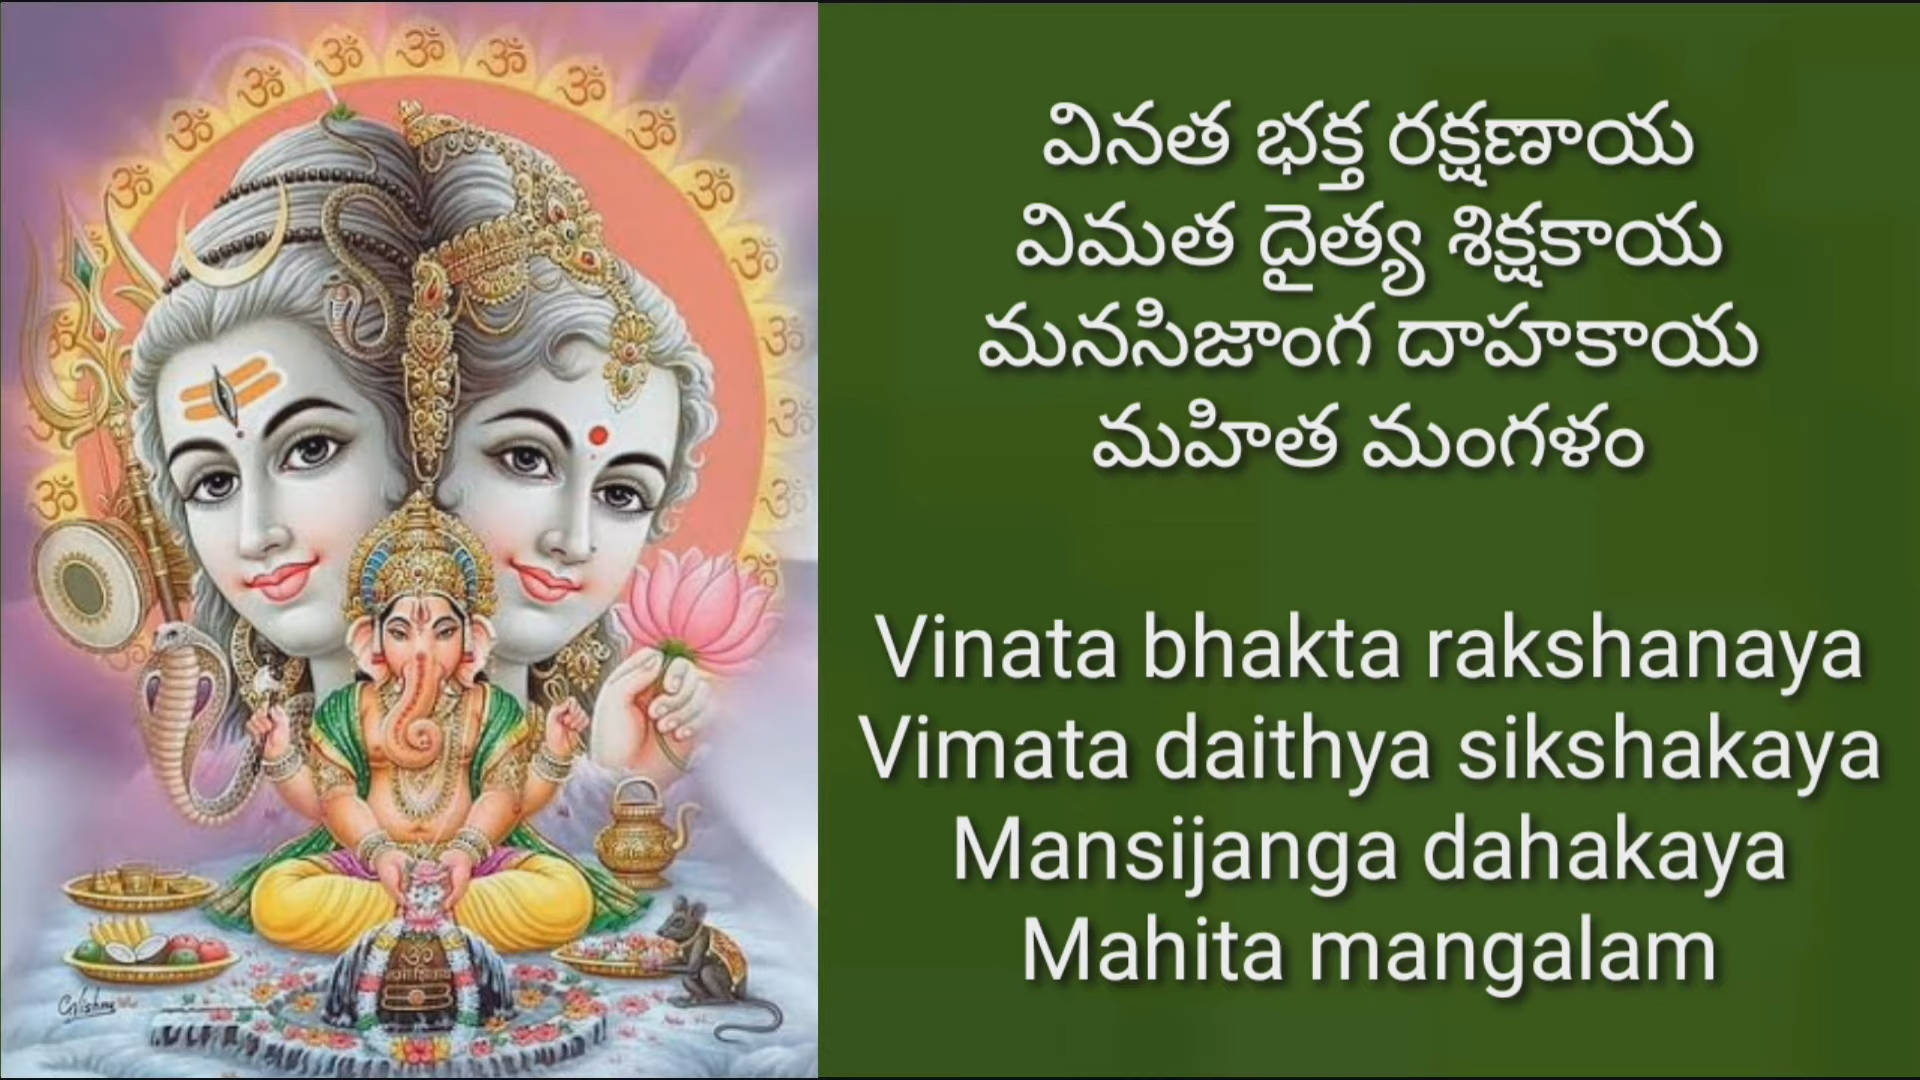 వినత భక్త రక్షణాయ
విమత దైత్య శిక్షకాయ
మనసిజాంగ దాహకాయ
మహిత మంగళం
Vinata bhakta rakshanaya
Vimata daithya sikshakaya
Mansijanga dahakaya
Mahita mangalam
ॐ ॐ ॐ ॐ ॐ ॐ ॐ ॐ ॐ ॐ ॐ ॐ ॐ ॐ
ॐ